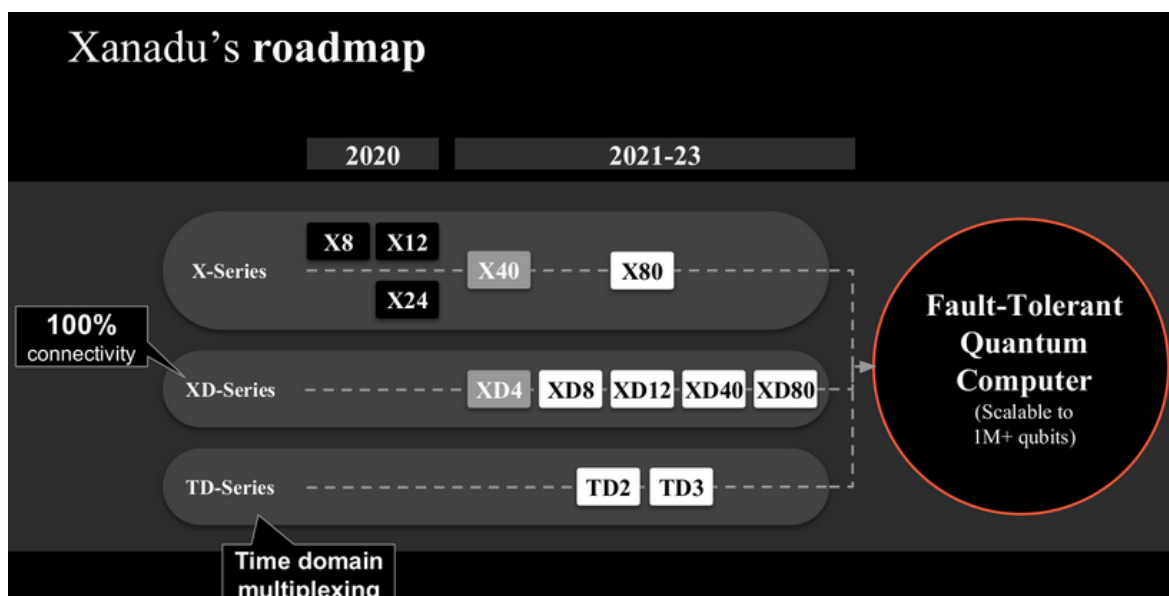 Xanadu's roadmap
2020
2021-23
X8
X12
X-Series
X40
X80
X24
100%
connectivity
XD-Series
XD4
XD8
XD12
XD40
XD80
TD-Series
TD2
TD3
Time domain
multiplexing
Fault-Tolerant
Quantum
Computer
(Scalable to
1M+ qubits)